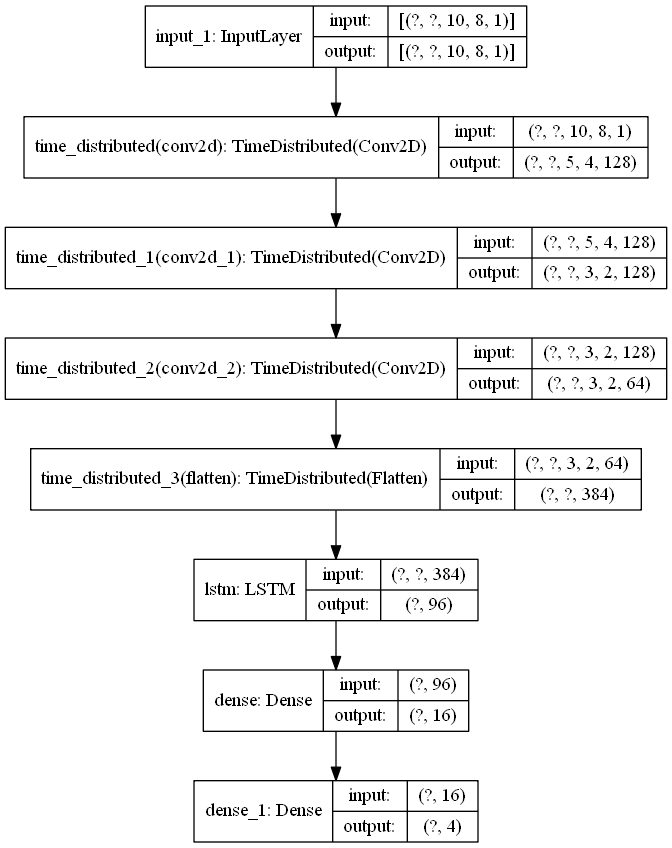 input_1: InputLayer
input: [(?, ?, 10, 8, 1)]
output: [(?, ?, 10, 8, 1)]
time_distributed(conv2d): TimeDistributed(Conv2D)
input: (?, ?, 10, 8, 1)
output: (?, ?, 5, 4, 128)
time_distributed_1(conv2d_1): TimeDistributed(Conv2D)
input: (?, ?, 5, 4, 128)
output: (?, ?, 3, 2, 128)
time_distributed_2(conv2d_2): TimeDistributed(Conv2D)
input: (?, ?, 3, 2, 128)
output: (?, ?, 3, 2, 64)
time_distributed_3(flatten): TimeDistributed(Flatten)
input: (?, ?, 3, 2, 64)
output: (?, ?, 384)
lstm: LSTM
input: (?, ?, 384)
output: (?, 96)
dense: Dense
input: (?, 96)
output: (?, 16)
dense_1: Dense
input: (?, 16)
output: (?, 4)